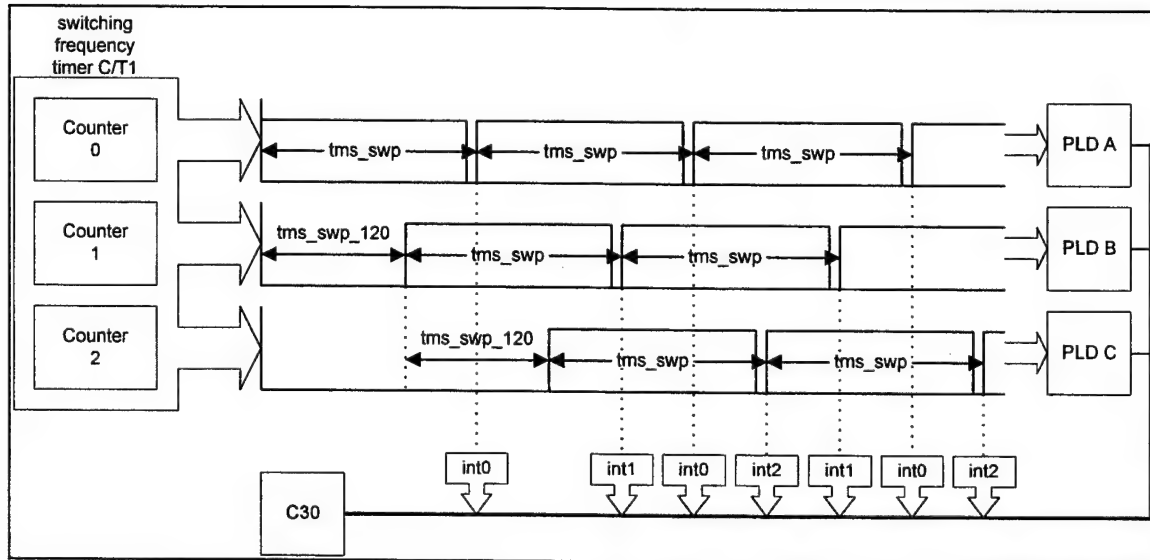 switching
frequency
timer C/T1
Counter
0
tms_swp
tms_swp
tms_swp
PLD A
Counter
1
tms_swp_120
tms_swp
tms_swp
PLD B
Counter
2
tms_swp_120
tms_swp
tms_swp
PLD C
int0
int1
int0
int2
int1
int0
int2
C30